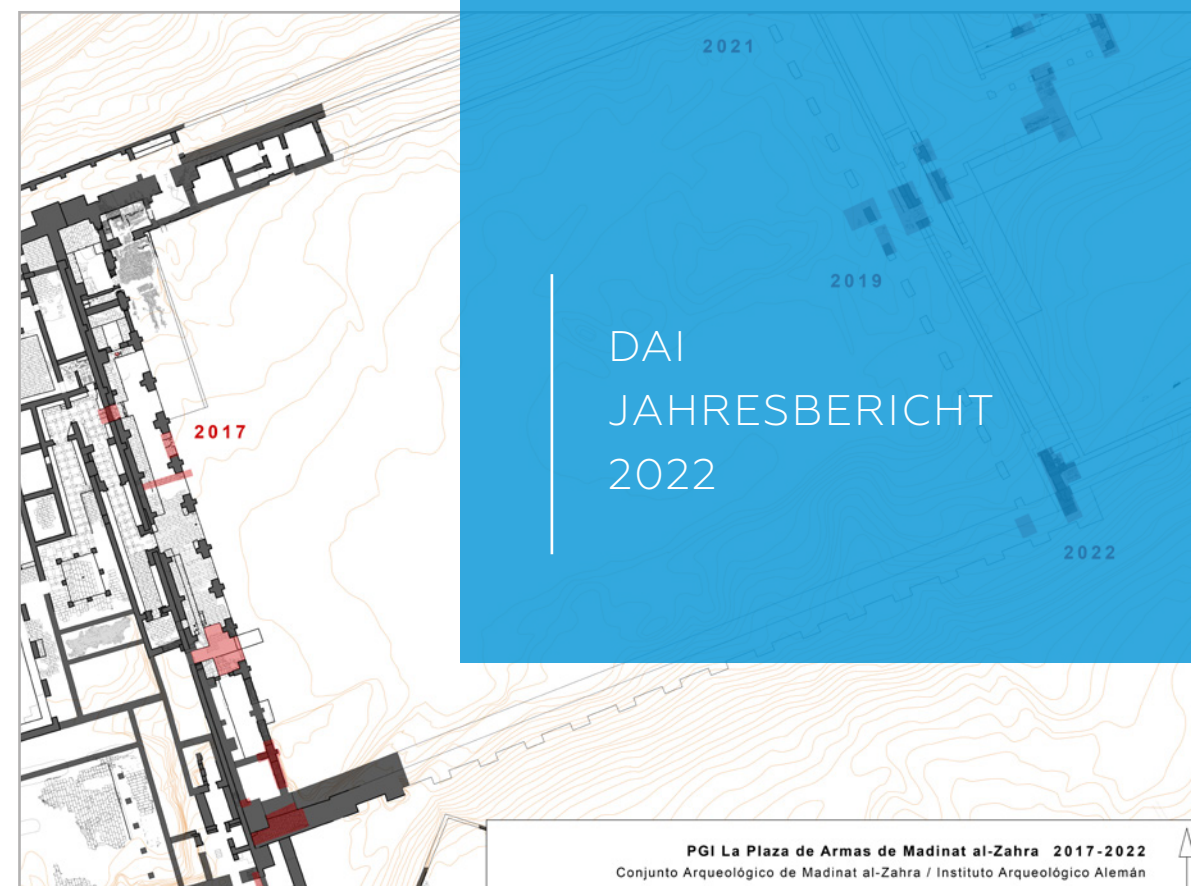 2021
2019
2017
DAI
JAHRESBERICHT
2022
2022
PGI La Plaza de Armas de Madinat al-Zahra 2017-2022
Conjunto Arqueológico de Madinat al-Zahra / Instituto Arqueológico Alemán